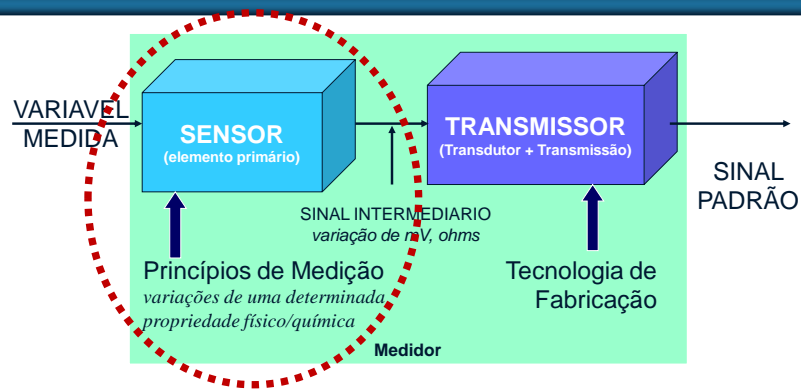 VARIAVEL
MEDIDA
SENSOR
(elemento primário)
TRANSMISSOR
(Transdutor + Transmissão)
SINAL
PADRÃO
SINAL INTERMEDIARIO
variação de mV, ohms
Princípios de Medição
variações de uma determinada
propriedade físico/química
Tecnologia de
Fabricação
Medidor